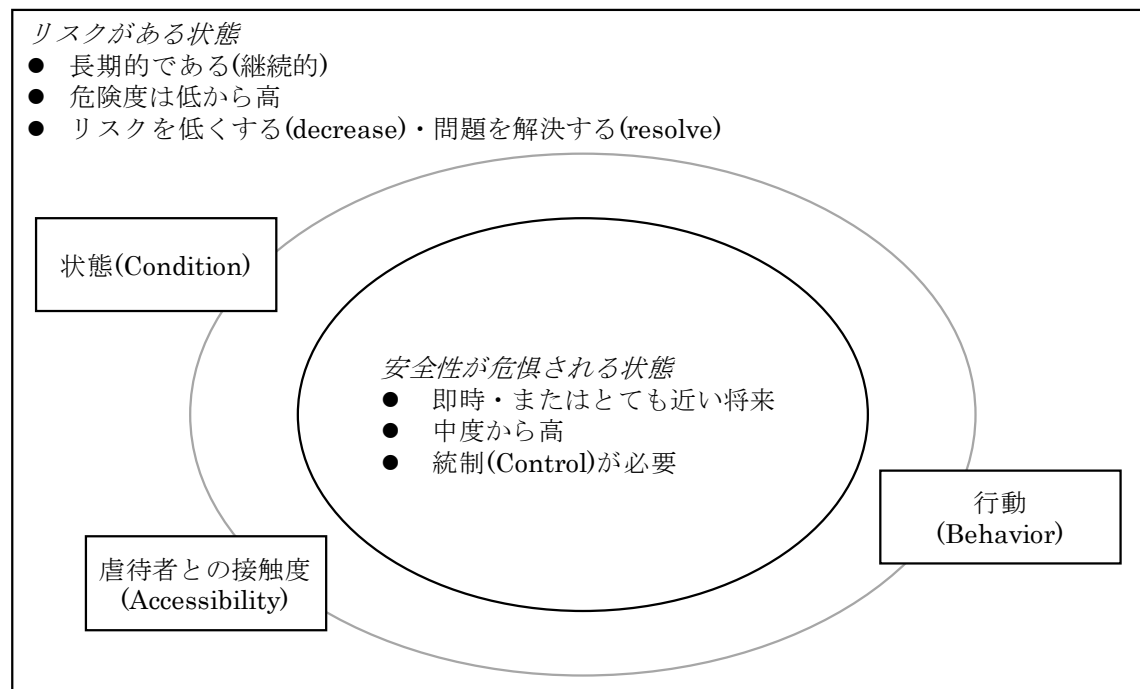 リスクがある状態
● 長期的である(継続的)
● 危険度は低から高
● リスクを低くする(decrease)・問題を解決する(resolve)
状態(Condition)
安全性が危惧される状態
● 即時・またはとても近い将来
● 中度から高
● 統制(Control)が必要
行動
(Behavior)
虐待者との接触度
(Accessibility)